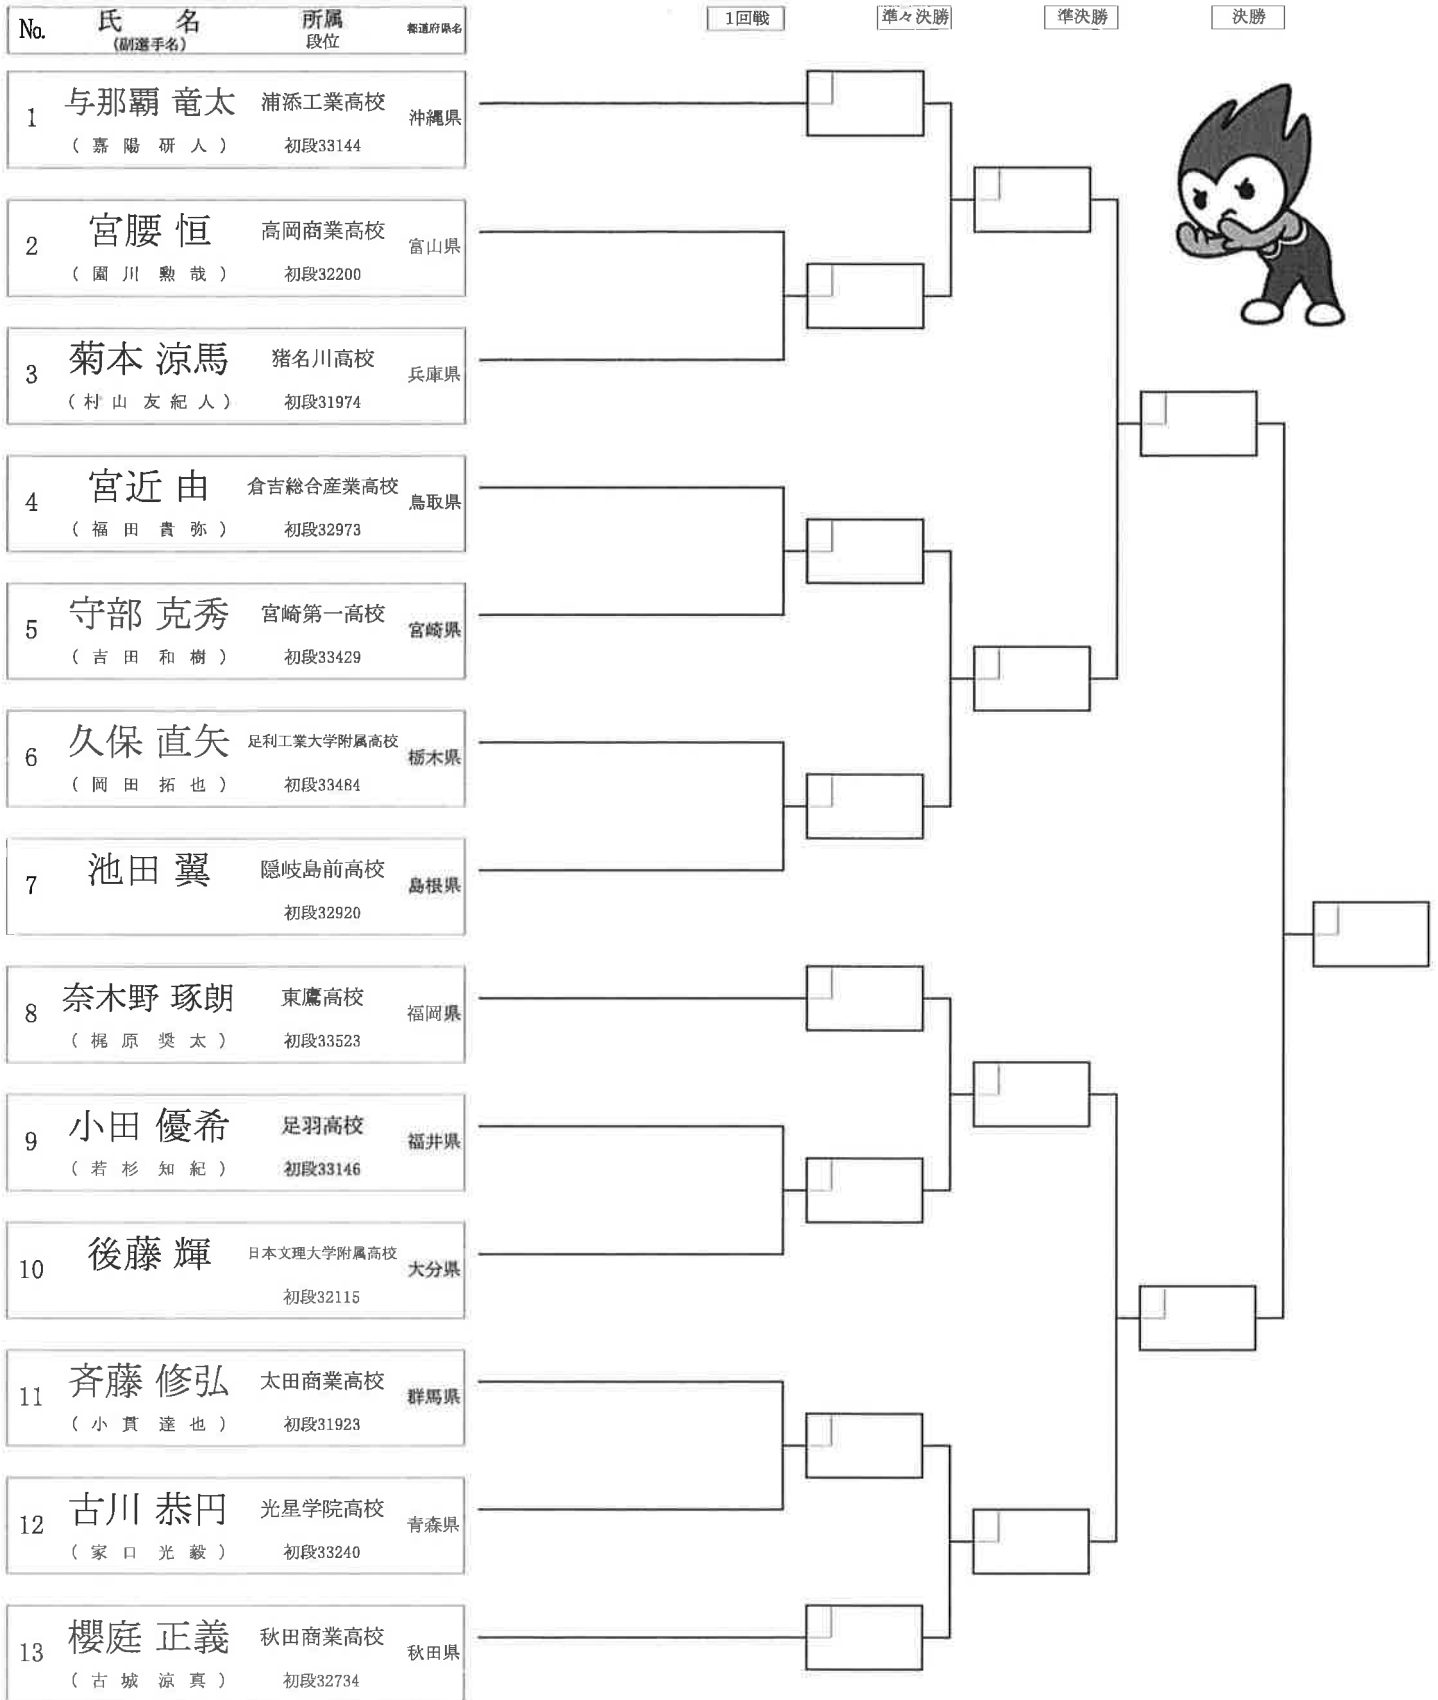 No. 氏 名 所属 都道府県名 1回戦 準々決勝 準決勝 決勝
(副選手名) 段位
1 与那覇 竜太 浦添工業高校 沖縄県
(嘉陽 研人) 初段33144
2 宮腰 恒 高岡商業高校 富山県
(園川 勲哉) 初段32200
3 菊本 涼馬 猪名川高校 兵庫県
(村山 友紀人) 初段31974
4 宮近 由 倉吉総合産業高校 鳥取県
(福田 貴弥) 初段32973
5 守部 克秀 宮崎第一高校 宮崎県
(吉田 和樹) 初段33429
6 久保 直矢 足利工業大学附属高校 栃木県
(岡田 拓也) 初段33484
7 池田 翼 隠岐島前高校 島根県
初段32920
8 奈木野 琢朗 東鷹高校 福岡県
(梶原 奨太) 初段33523
9 小田 優希 足羽高校 福井県
(若杉 知紀) 初段33146
10 後藤 輝 日本文理大学附属高校 大分県
初段32115
11 斉藤 修弘 太田商業高校 群馬県
(小貫 達也) 初段31923
12 古川 恭円 光星学院高校 青森県
(家口 光毅) 初段33240
13 櫻庭 正義 秋田商業高校 秋田県
(古城 涼真) 初段32734